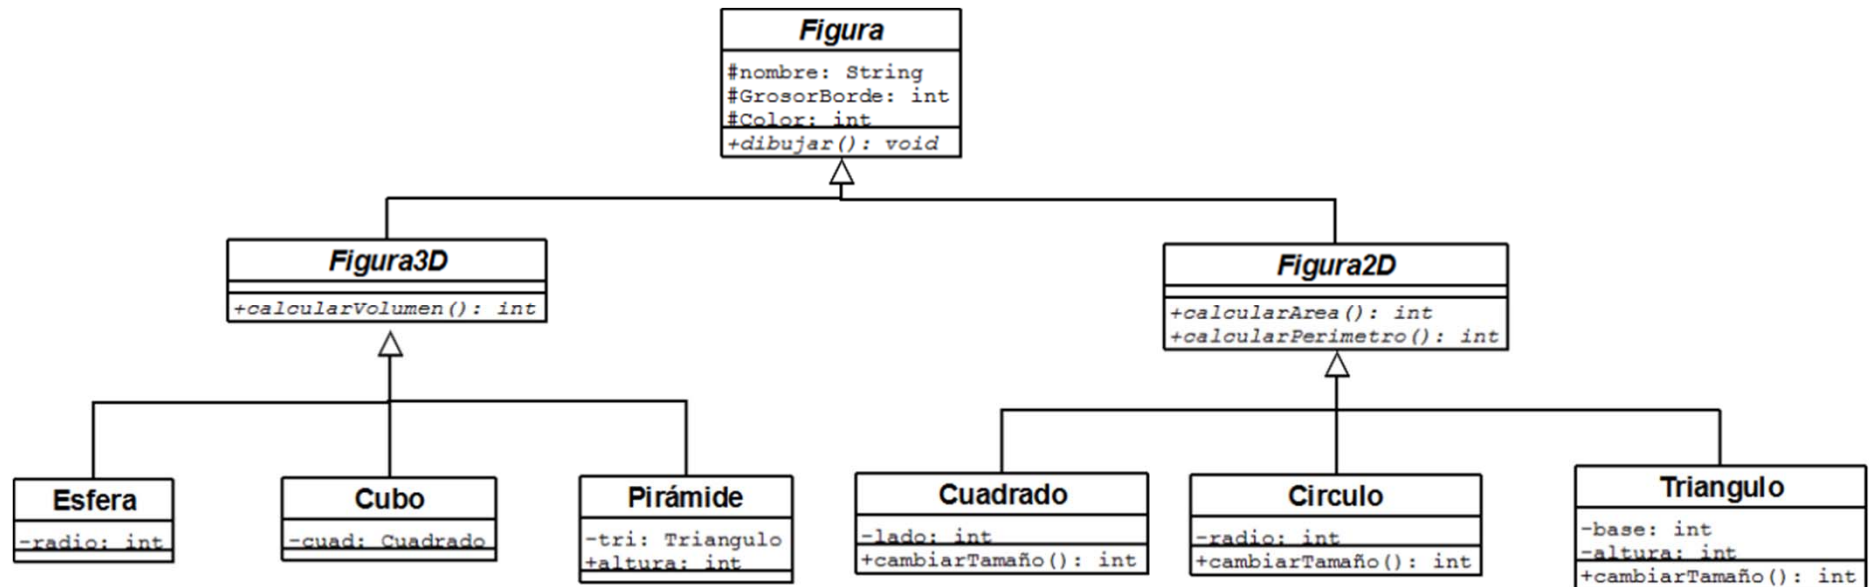 Figura
#nombre: String
#GrosorBorde: int
#Color: int
+dibujar(): void
Figura3D
+calcularVolumen(): int
Figura2D
+calcularArea(): int
+calcularPerimetro(): int
Esfera
-radio: int
Cubo
-cuad: Cuadrado
Pirámide
-tri: Triangulo
+altura: int
Cuadrado
-lado: int
+cambiarTamaño(): int
Circulo
-radio: int
+cambiarTamaño(): int
Triangulo
-base: int
-altura: int
+cambiarTamaño(): int